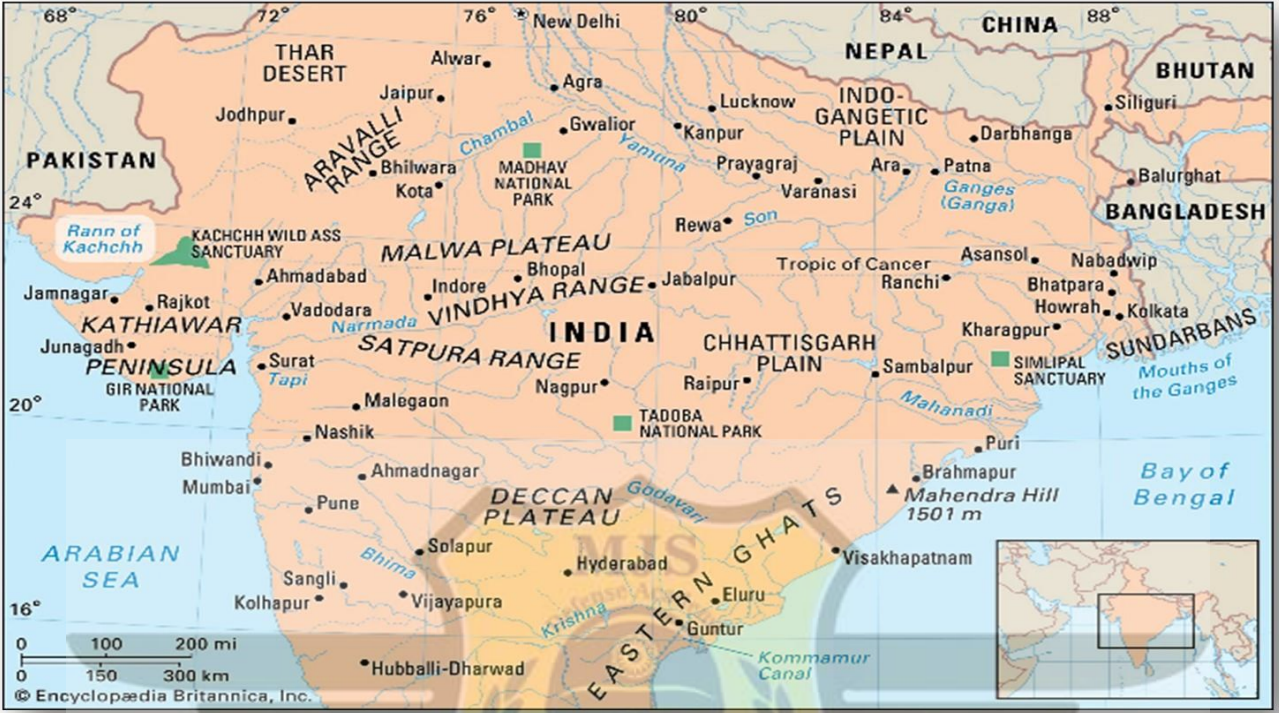 68°
72°
76°
80°
84°
88°
New Delhi
CHINA
NEPAL
BHUTAN
THAR
DESERT
Alwar
Agra
Jaipur
Lucknow
INDO-
GANGETIC
PLAIN
Siliguri
Jodhpur
Chambal
Gwalior
Kanpur
Darbhanga
ARAVALLI
RANGE
Yamuna
PAKISTAN
Bhilwara
MADHAV
NATIONAL
PARK
Prayagraj
Ara
Patna
Balurghat
Kota
Varanasi
Ganges
(Ganga)
24°
BANGLADESH
Rewa
Son
Rann of
Kachchh
KACHCHH WILD ASS
SANCTUARY
MALWA PLATEAU
Tropic of Cancer
Asansol
Nabadwip
Ahmadabad
Bhopal
Jabalpur
Ranchi
Bhatpara
Jamnagar
Rajkot
Indore
VINDHYA RANGE
Howrah
Kolkata
Vadodara
KATHIAWAR
PENINSULA
Narmada
INDIA
Kharagpur
SUNDARBANS
Junagadh
SATPURA RANGE
CHHATTISGARH
PLAIN
Surat
Tapi
Sambalpur
SIMLIPAL
SANCTUARY
Mouths of
the Ganges
GIR NATIONAL
PARK
Nagpur
Raipur
20°
Malegaon
TADOBA
NATIONAL PARK
Mahanadi
Nashik
Puri
Bhiwandi
Mumbai
Ahmadnagar
Brahmapur
Bay of
Bengal
Pune
DECCAN
PLATEAU
Godavari
Mahendra Hill
1501 m
ARABIAN
SEA
Bhima
Solapur
MJS
Hyderabad
EASTERN GHATS
Visakhapatnam
Sangli
Kolhapur
Vijayapura
Eluru
16°
Krishna
Guntur
0 100 200 mi
0 150 300 km
Hubballi-Dharwad
Kommamur
Canal
© Encyclopædia Britannica, Inc.